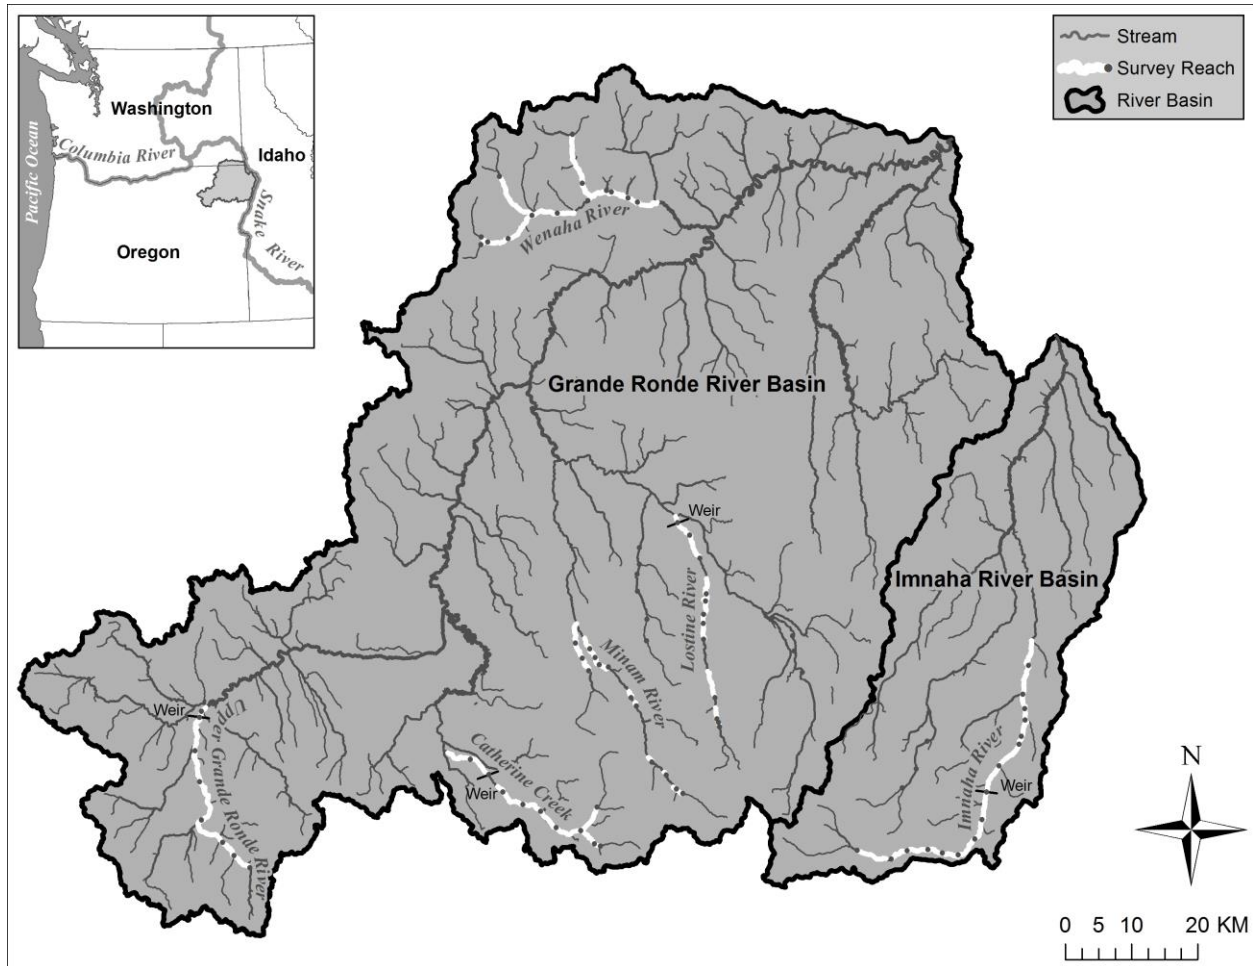 Stream
Survey Reach
River Basin
Washington
Columbia River
Idaho
Pacific Ocean
Snake River
Oregon
Wenaha River
Grande Ronde River Basin
Weir
Imnaha River Basin
Lostine River
Minam River
Weir
Upper Grande Ronde River
Catherine Creek
Weir
Imnaha River
Weir
N
0 5 10 20 KM